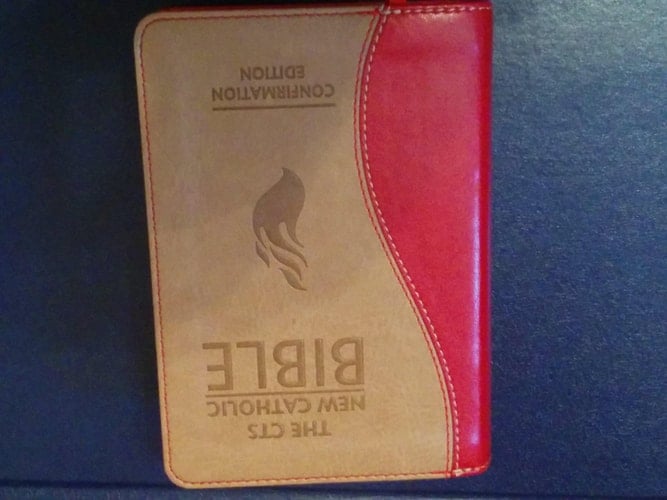 THE CTS
NEW CATHOLIC
BIBLE
CONFIRMATION
EDITION